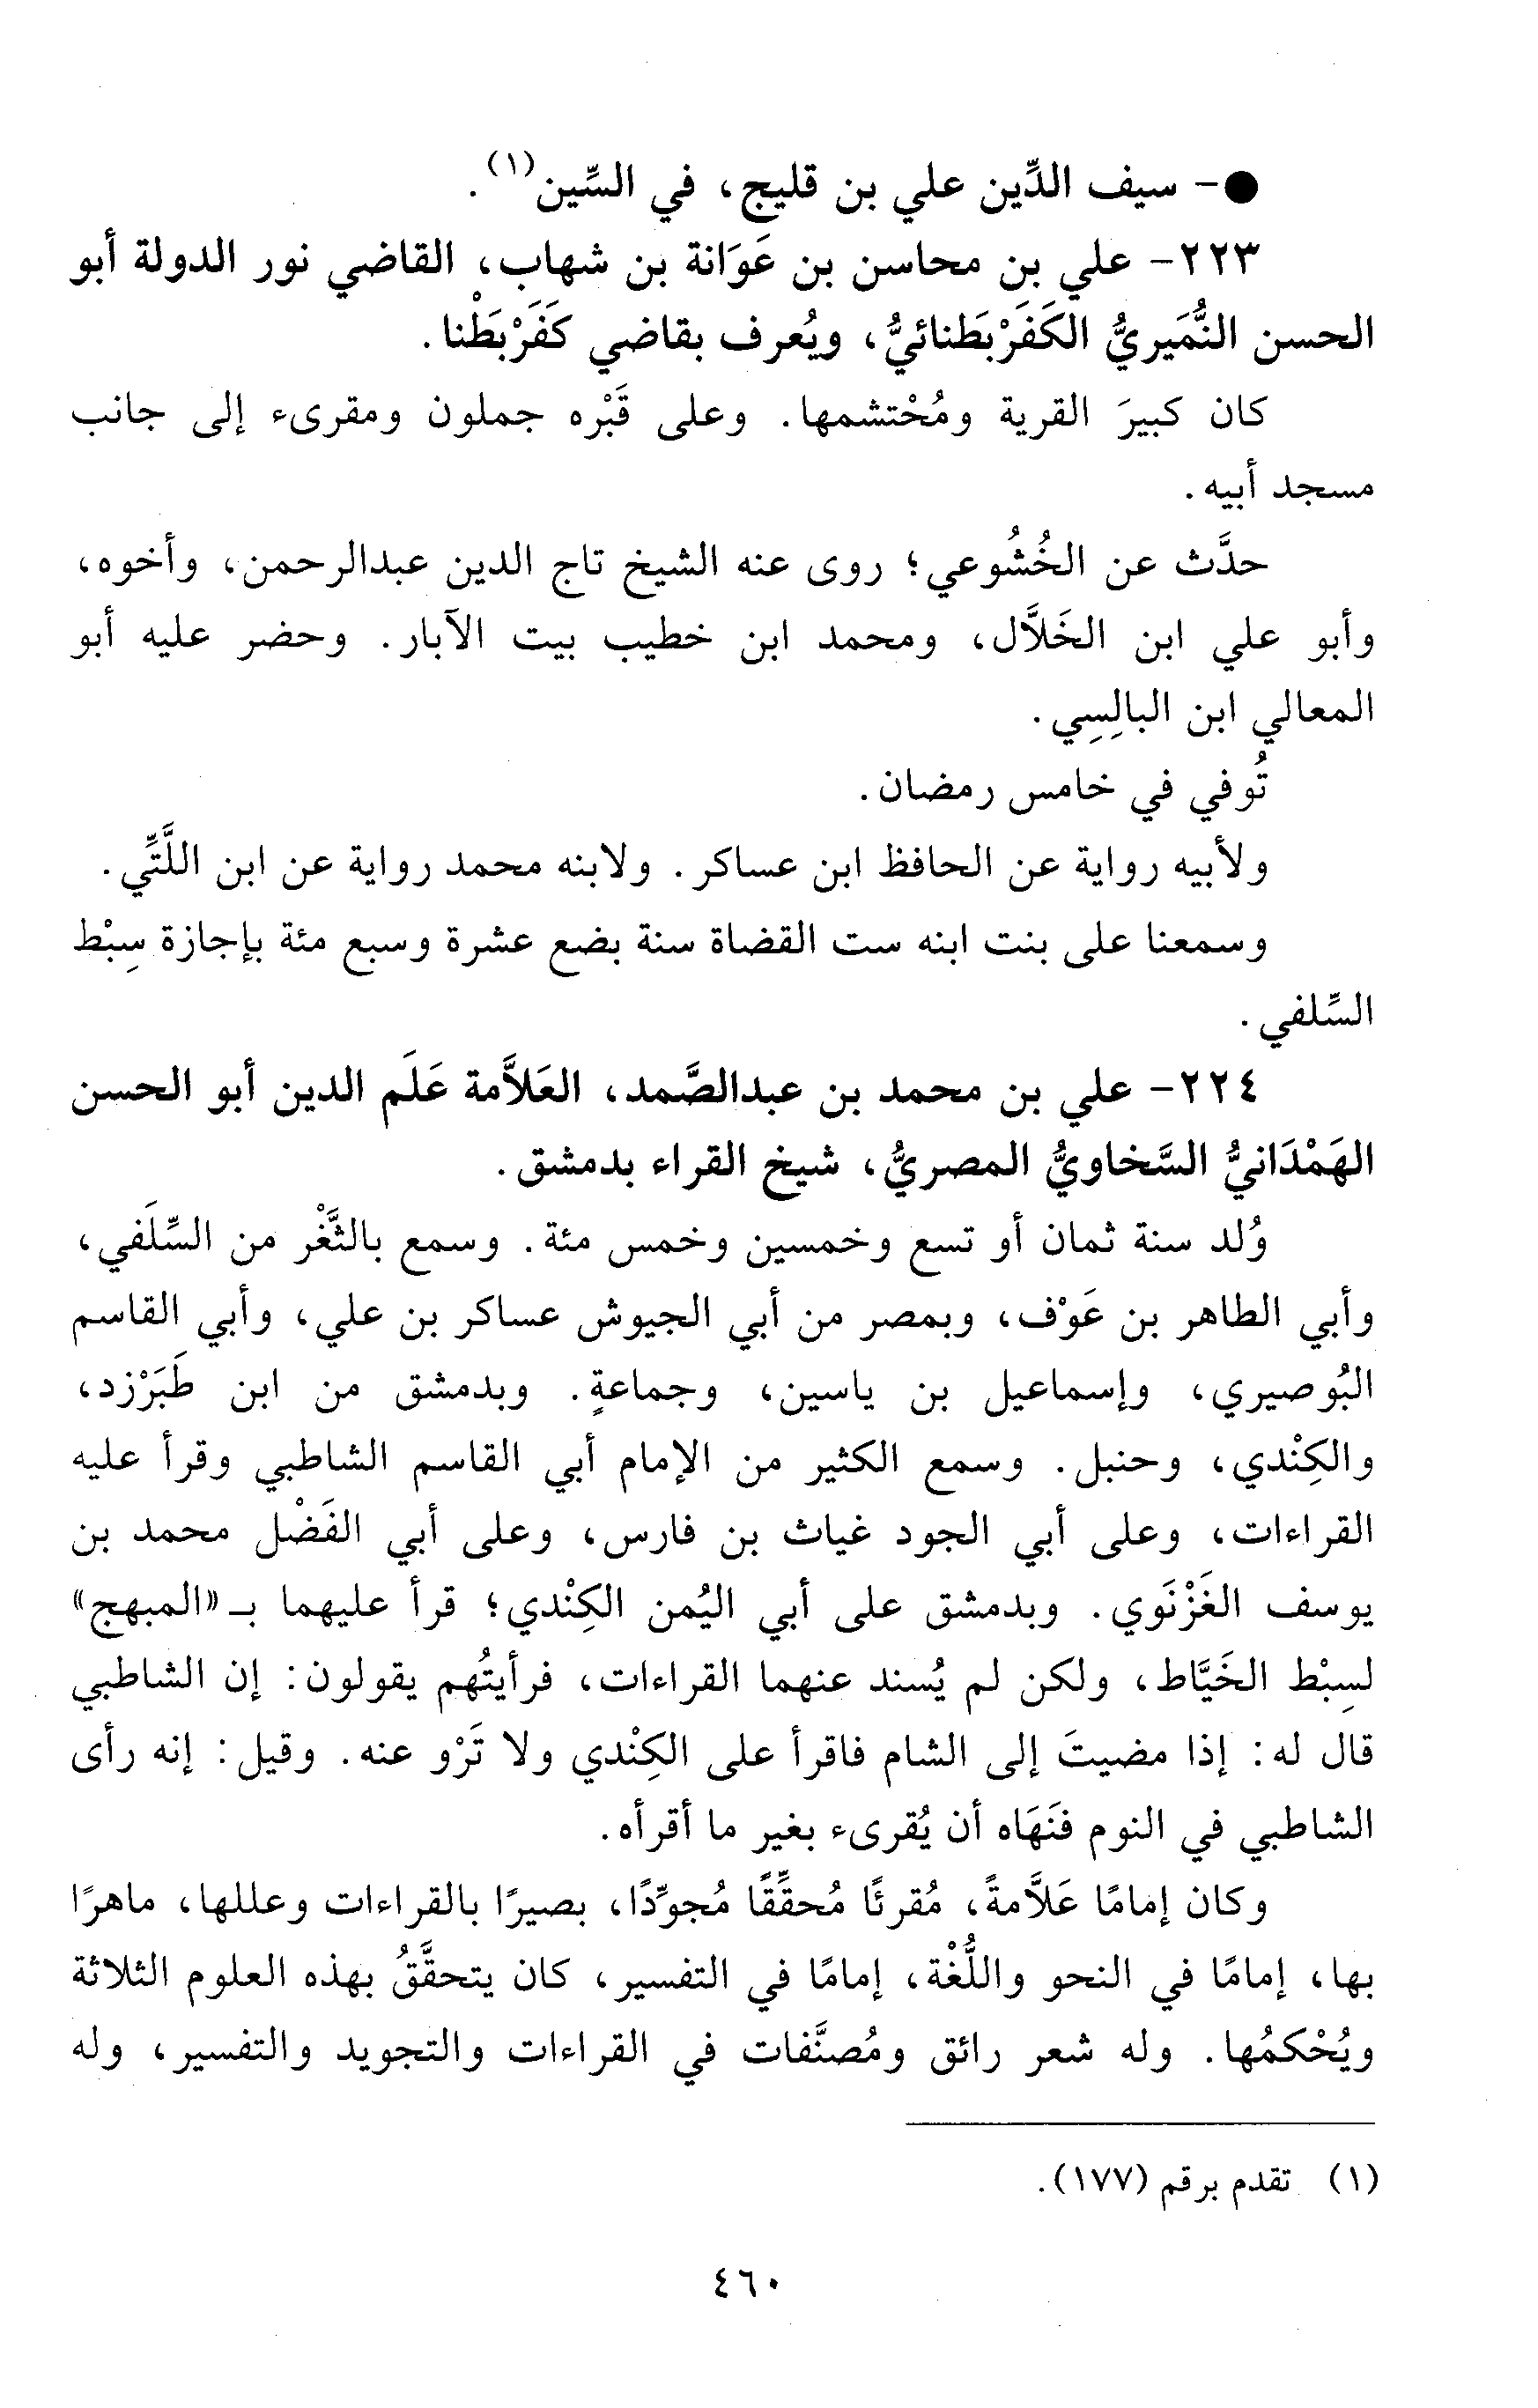 ●- سيف الدِّين علي بن قليج، في السِّين(١).
٢٢٣- علي بن محاسن بن عَوَانة بن شهاب، القاضي نور الدولة أبو
الحسن النُّمَيريُّ الكَفَرْبَطنائيُّ، ويُعرف بقاضي كَفَرْبَطْنا.
كان كبيرَ القرية ومُحْتشمها. وعلى قَبْره جملون ومقرىء إلى جانب
مسجد أبيه.
حدَّث عن الخُشُوعي؛ روى عنه الشيخ تاج الدين عبدالرحمن، وأخوه،
وأبو علي ابن الخَلاَّل، ومحمد ابن خطيب بيت الآبار. وحضر عليه أبو
المعالي ابن البالِسِي.
تُوفي في خامس رمضان.
ولأبيه رواية عن الحافظ ابن عساكر. ولابنه محمد رواية عن ابن اللَّتِّي.
وسمعنا على بنت ابنه ست القضاة سنة بضع عشرة وسبع مئة بإجازة سِبْط
السِّلفي.
٢٢٤- علي بن محمد بن عبدالصَّمد، العَلاَّمة عَلَم الدين أبو الحسن
الهَمْدَانيُّ السَّخاويُّ المصريُّ، شيخ القراء بدمشق.
وُلد سنة ثمان أو تسع وخمسين وخمس مئة. وسمع بالثَّغْر من السِّلَفي،
وأبي الطاهر بن عَوْف، وبمصر من أبي الجيوش عساكر بن علي، وأبي القاسم
البُوصيري، وإسماعيل بن ياسين، وجماعةٍ. وبدمشق من ابن طَبَرْزد،
والكِنْدي، وحنبل. وسمع الكثير من الإمام أبي القاسم الشاطبي وقرأ عليه
القراءات، وعلى أبي الجود غياث بن فارس، وعلى أبي الفَضْل محمد بن
يوسف الغَزْنَوي. وبدمشق على أبي اليُمن الكِنْدي؛ قرأ عليهما بـ«المبهج»
لسِبْط الخَيَّاط، ولكن لم يُسند عنهما القراءات، فرأيتُهم يقولون: إن الشاطبي
قال له: إذا مضيتَ إلى الشام فاقرأ على الكِنْدي ولا تَرْو عنه. وقيل: إنه رأى
الشاطبي في النوم فنَهَاه أن يُقرىء بغير ما أقرأه.
وكان إمامًا عَلاَّمةً، مُقرئًا مُحقِّقًا مُجوِّدًا، بصيرًا بالقراءات وعللها، ماهرًا
بها، إمامًا في النحو واللُّغْة، إمامًا في التفسير، كان يتحقَّقُ بهذه العلوم الثلاثة
ويُحْكمُها. وله شعر رائق ومُصنَّفات في القراءات والتجويد والتفسير، وله
(١) تقدم برقم (١٧٧).
٤٦٠